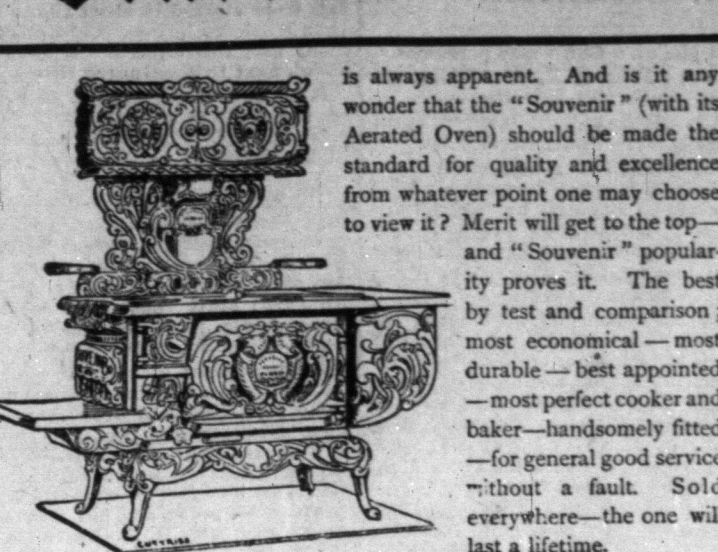 is always apparent. And is it any
wonder that the "Souvenir" (with its
Aerated Oven) should be made the
standard for quality and excellence
from whatever point one may choose
to view it? Merit will get to the top—
and "Souvenir" popular-
ity proves it. The best
by test and comparison;
most economical—most
durable—best appointed
—most perfect cooker and
baker—handsomely fitted
—for general good service
without a fault. Sold
everywhere—the one will
last a lifetime.